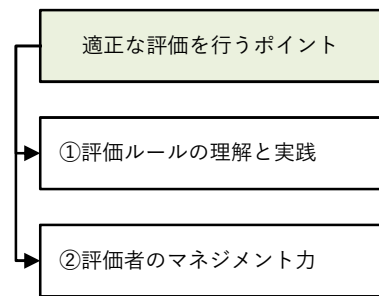 適正な評価を行うポイント
①評価ルールの理解と実践
②評価者のマネジメント力